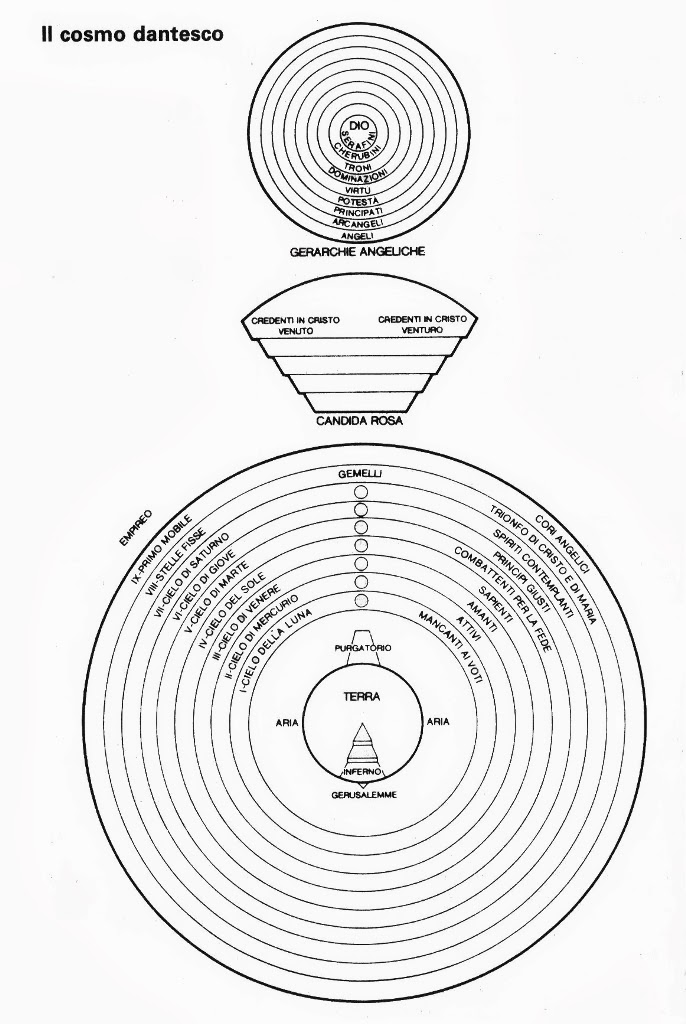 Il cosmo dantesco
DIO
SERAFINI
CHERUBINI
TRONI
DOMINAZIONI
VIRTU
POTESTA
PRINCIPATI
ARCANGELI
ANGELI
GERARCHIE ANGELICHE
CREDENTI IN CRISTO
VENUTO
CREDENTI IN CRISTO
VENTURO
CANDIDA ROSA
GEMELLI
EMPIREO
IX-PRIMO MOBILE
VIII-STELLE FISSE
VII-CIELO DI SATURNO
VI-CIELO DI GIOVE
V-CIELO DI MARTE
IV-CIELO DEL SOLE
III-CIELO DI VENERE
II-CIELO DI MERCURIO
I-CIELO DELLA LUNA
CORI ANGELICI
TRIONFO DI CRISTO E DI MARIA
SPIRITI CONTEMPLANTI
PRINCIPI GIUSTI
COMBATTENTI PER LA FEDE
SAPIENTI
AMANTI
ATTIVI
MANCANTI AI VOTI
PURGATORIO
TERRA
ARIA
ARIA
INFERNO
GERUSALEMME